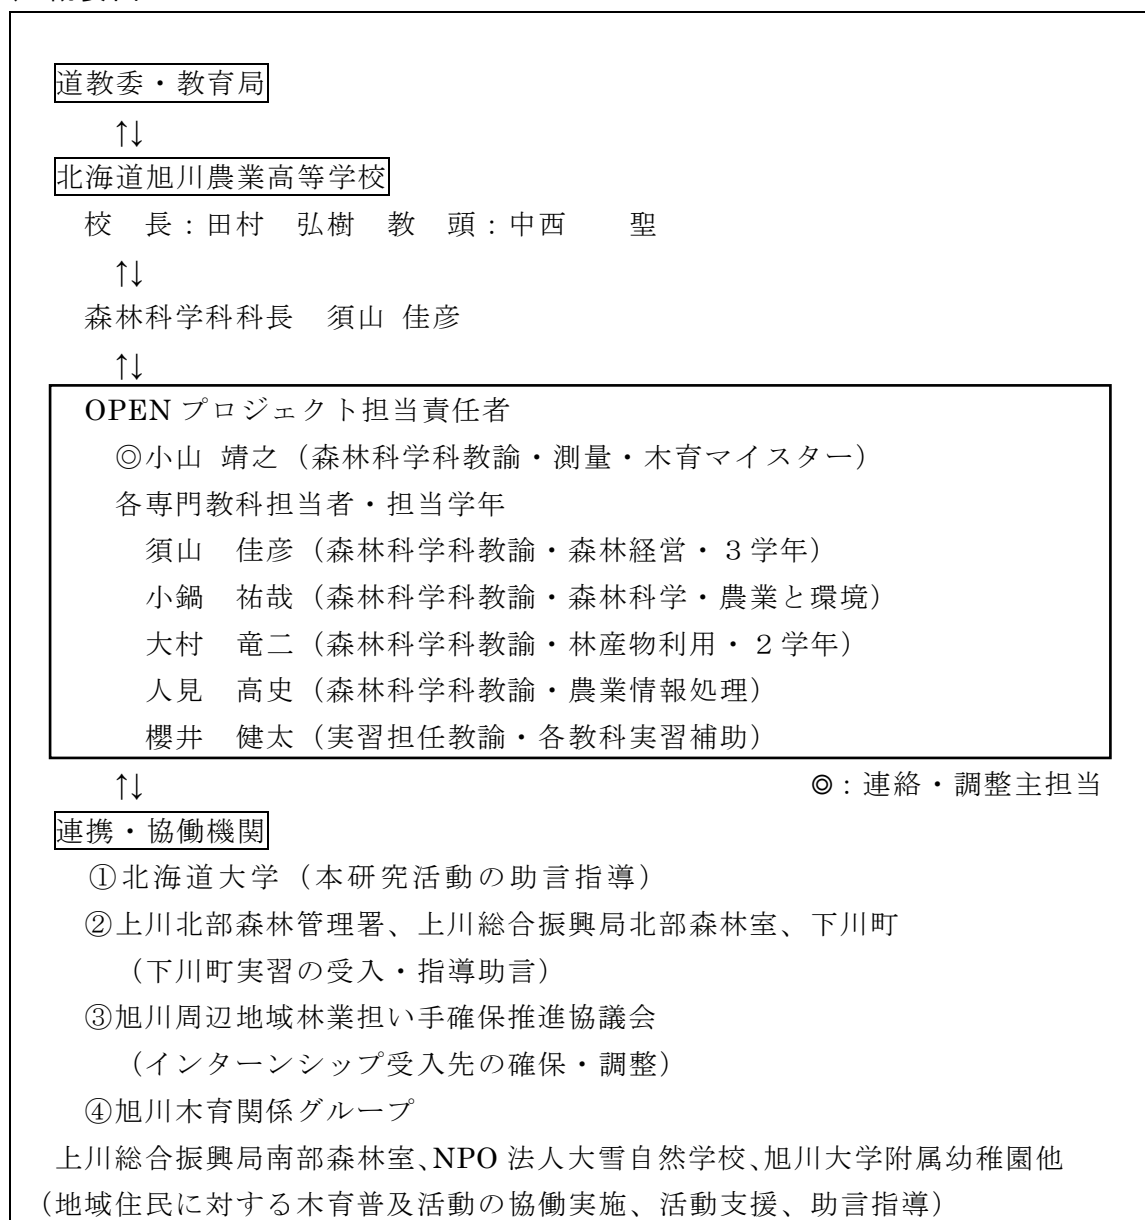 道教委・教育局
↑↓
北海道旭川農業高等学校
校　長：田村　弘樹　教　頭：中西　　聖
↑↓
森林科学科科長　須山 佳彦
↑↓
OPEN プロジェクト担当責任者
◎小山 靖之（森林科学科教諭・測量・木育マイスター）
各専門教科担当者・担当学年
須山　佳彦（森林科学科教諭・森林経営・３学年）
小鍋　祐哉（森林科学科教諭・森林科学・農業と環境）
大村　竜二（森林科学科教諭・林産物利用・２学年）
人見　高史（森林科学科教諭・農業情報処理）
櫻井　健太（実習担任教諭・各教科実習補助）
↑↓　◎：連絡・調整主担当
連携・協働機関
①北海道大学（本研究活動の助言指導）
②上川北部森林管理署、上川総合振興局北部森林室、下川町
（下川町実習の受入・指導助言）
③旭川周辺地域林業担い手確保推進協議会
（インターンシップ受入先の確保・調整）
④旭川木育関係グループ
上川総合振興局南部森林室、NPO 法人大雪自然学校、旭川大学附属幼稚園他
（地域住民に対する木育普及活動の協働実施、活動支援、助言指導）